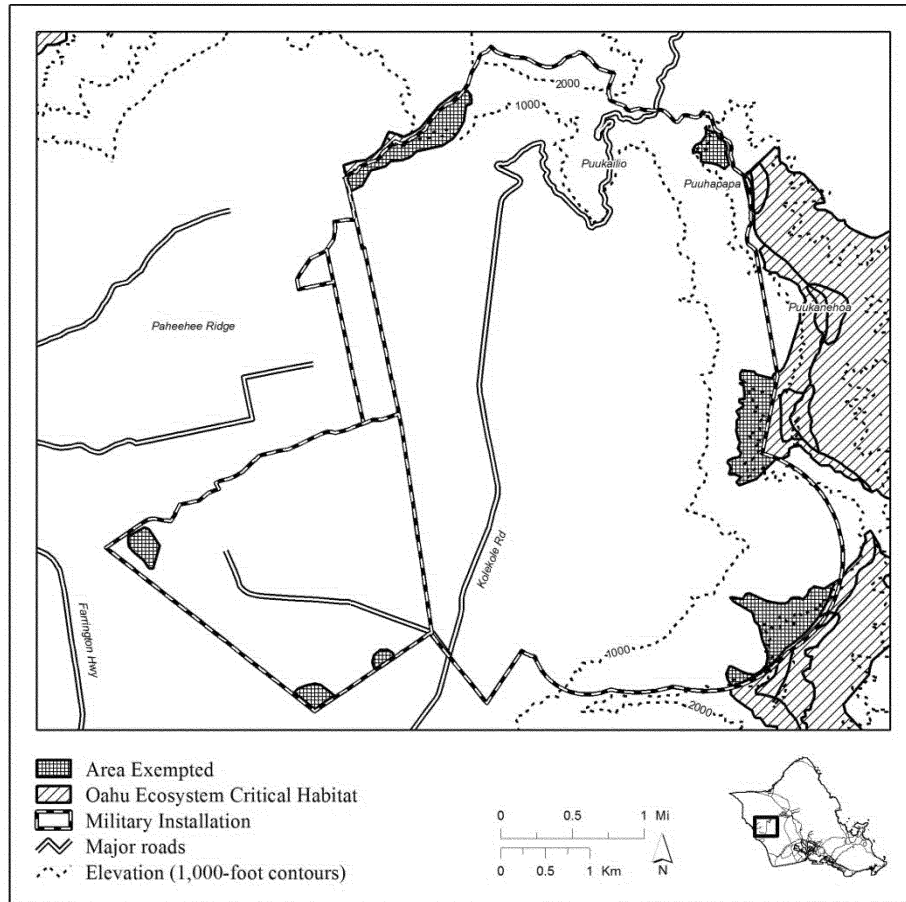 2000
1000
Puukailio
Puuhapapa
Puukanehoa
Paheehee Ridge
Kolekole Rd
Farrington Hwy
1000
2000
Area Exempted
Oahu Ecosystem Critical Habitat
Military Installation
Major roads
Elevation (1,000-foot contours)
0 0.5 1 Mi
0 0.5 1 Km
N